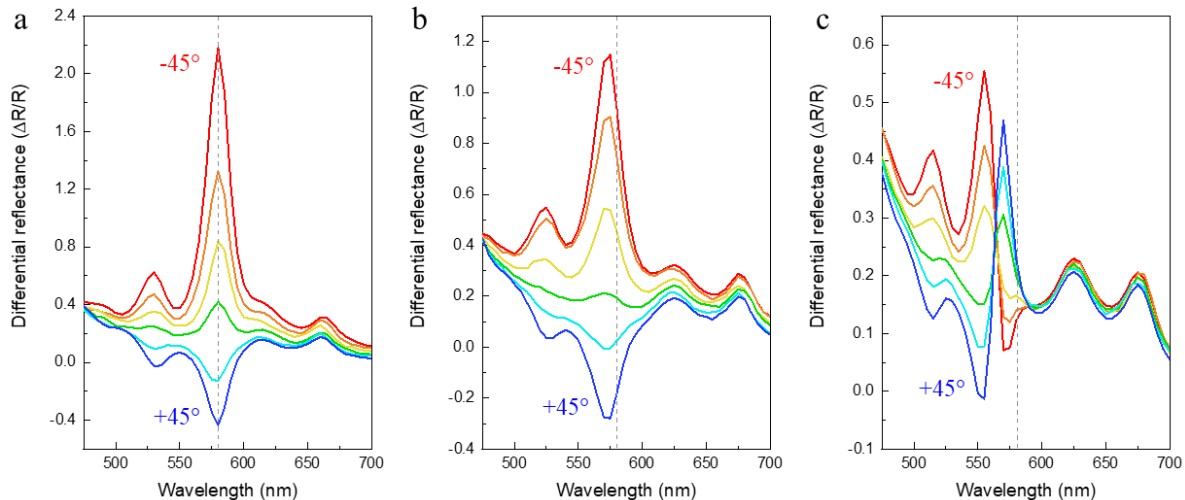 a
Differential reflectance (ΔR/R)
2.4
2.0
1.6
1.2
0.8
0.4
0.0
-0.4
-45°
+45°
500 550 600 650 700
Wavelength (nm)
b
Differential reflectance (ΔR/R)
1.2
1.0
0.8
0.6
0.4
0.2
0.0
-0.2
-0.4
-45°
+45°
500 550 600 650 700
Wavelength (nm)
c
Differential reflectance (ΔR/R)
0.6
0.5
0.4
0.3
0.2
0.1
0.0
-0.1
-45°
+45°
500 550 600 650 700
Wavelength (nm)